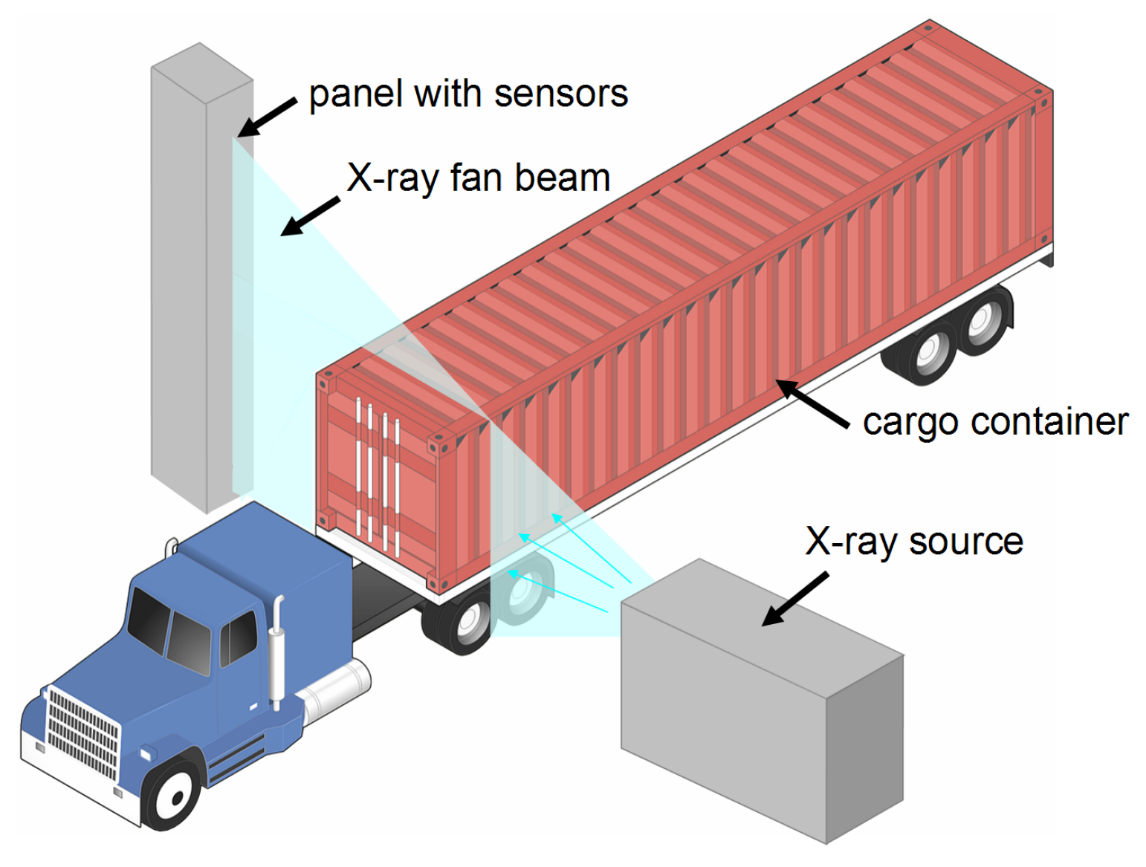 panel with sensors
X-ray fan beam
cargo container
X-ray source